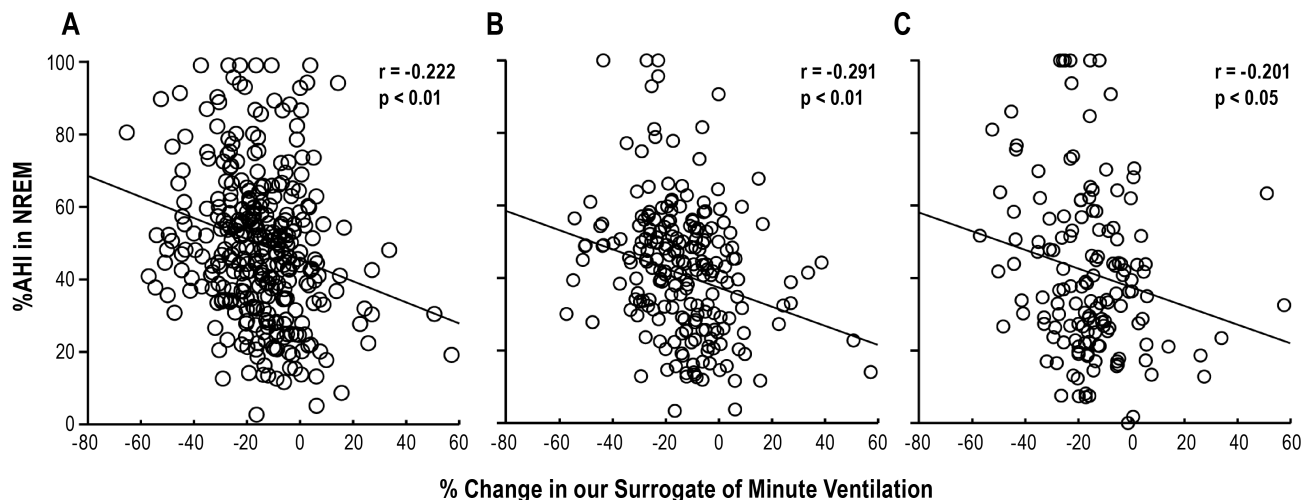 A
B
C
r = -0.222
p < 0.01
r = -0.291
p < 0.01
r = -0.201
p < 0.05
%AHI in NREM
100
80
60
40
20
0
-80 -60 -40 -20 0 20 40 60
-80 -60 -40 -20 0 20 40 60
-80 -60 -40 -20 0 20 40 60
% Change in our Surrogate of Minute Ventilation